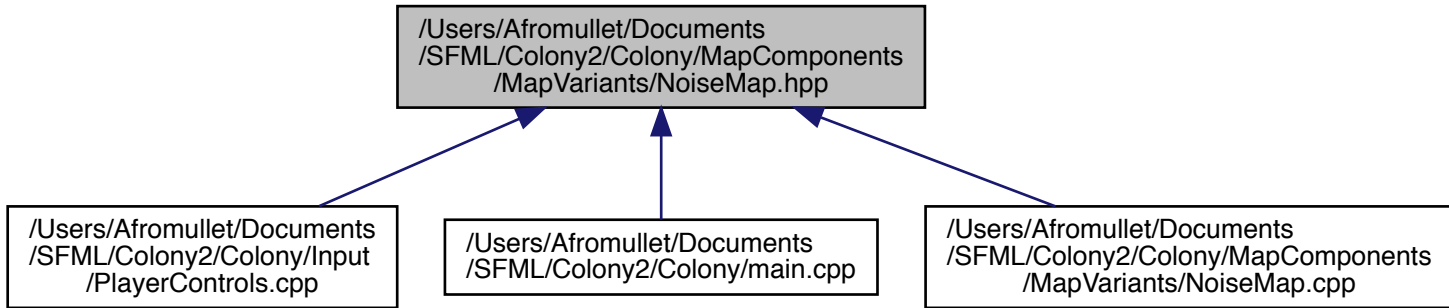 /Users/Afromullet/Documents
/SFML/Colony2/Colony/MapComponents
/MapVariants/NoiseMap.hpp
/Users/Afromullet/Documents
/SFML/Colony2/Colony/Input
/PlayerControls.cpp
/Users/Afromullet/Documents
/SFML/Colony2/Colony/main.cpp
/Users/Afromullet/Documents
/SFML/Colony2/Colony/MapComponents
/MapVariants/NoiseMap.cpp